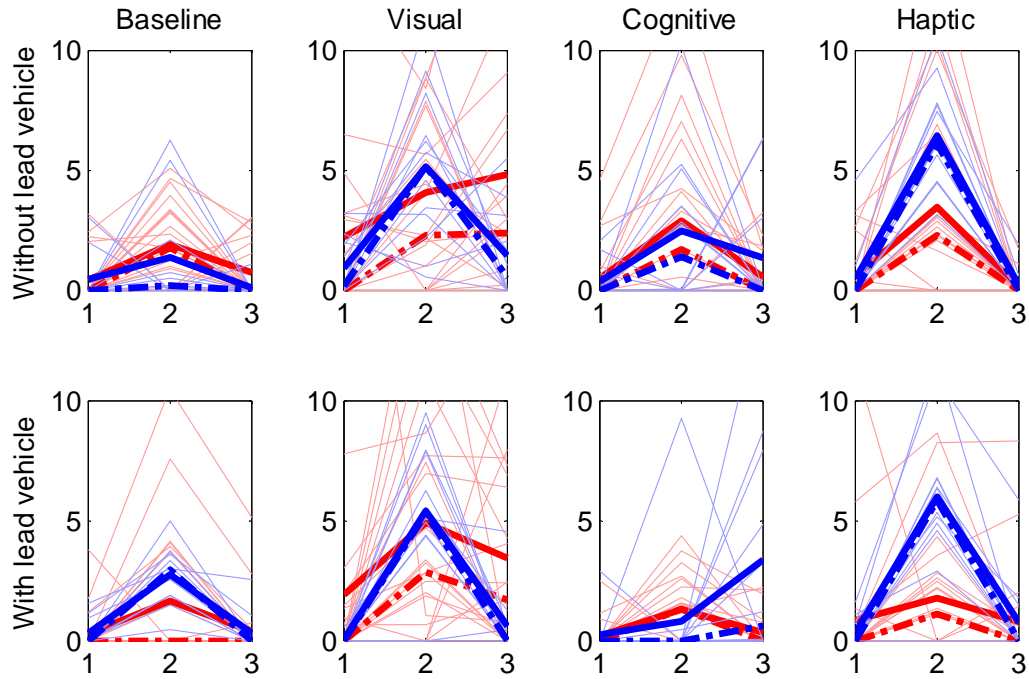 Baseline Visual Cognitive Haptic
Without lead vehicle
10 10 10 10
5 5 5 5
0 0 0 0
1 2 3 1 2 3 1 2 3 1 2 3
With lead vehicle
10 10 10 10
5 5 5 5
0 0 0 0
1 2 3 1 2 3 1 2 3 1 2 3